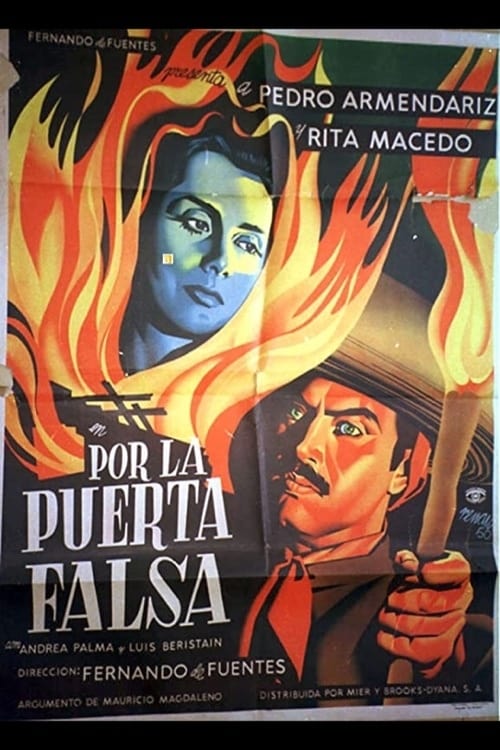 FERNANDO de FUENTES
presenta a PEDRO ARMENDARIZ
y RITA MACEDO
en
POR LA
PUERTA
FALSA
con ANDREA PALMA y LUIS BERISTAIN
DIRECCION: FERNANDO de FUENTES
ARGUMENTO DE MAURICIO MAGDALENO
DISTRIBUIDA POR MIER Y BROOKS-DYANA, S. A.